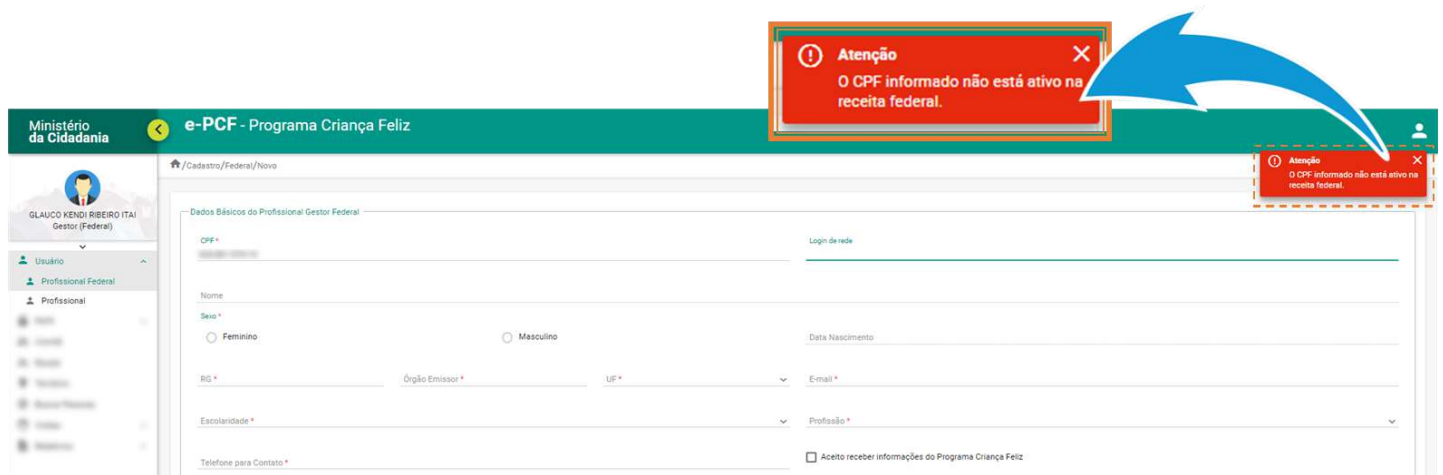 Atenção
O CPF informado não está ativo na
receita federal.
Ministério
da Cidadania
e-PCF - Programa Criança Feliz
/Cadastro/Federal/Novo
Atenção
O CPF informado não está ativo na
receita federal.
GLAUCO KENDI RIBEIRO ITAI
Gestor (Federal)
Usuário
Profissional Federal
Profissional
Dados Básicos do Profissional Gestor Federal
CPF *
Login de rede
Nome
Sexo *
Feminino
Masculino
Data Nascimento
RG *
Órgão Emissor *
UF *
E-mail *
Escolaridade *
Profissão *
Telefone para Contato *
Aceito receber informações do Programa Criança Feliz